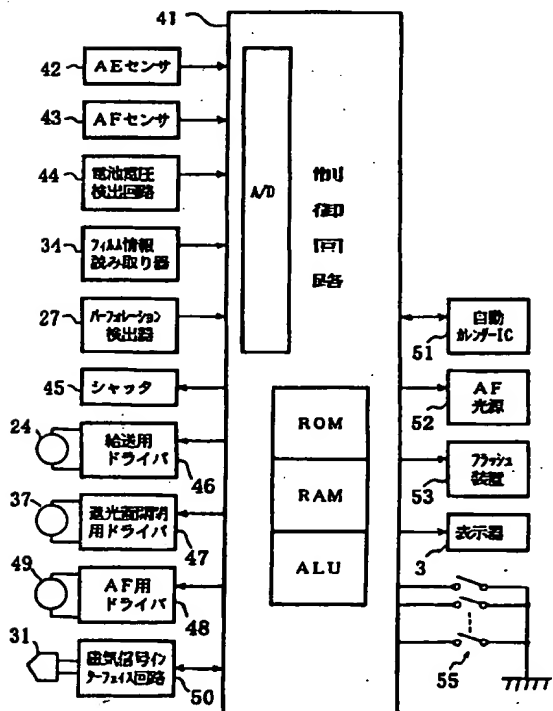 41
42
AEセンサ
43
AFセンサ
44
電池電圧
検出回路
34
フィルム情報
読み取り器
27
パーフォレーション
検出器
45
シャッタ
24
給送用
ドライバ
46
37
遮光蓋開閉
用ドライバ
47
49
AF用
ドライバ
48
31
磁気信号イン
ターフェイス回路
50
A/D
制
御
回
路
ROM
RAM
ALU
自動
カレンダーIC
51
AF
光源
52
フラッシュ
装置
53
表示器
3
55